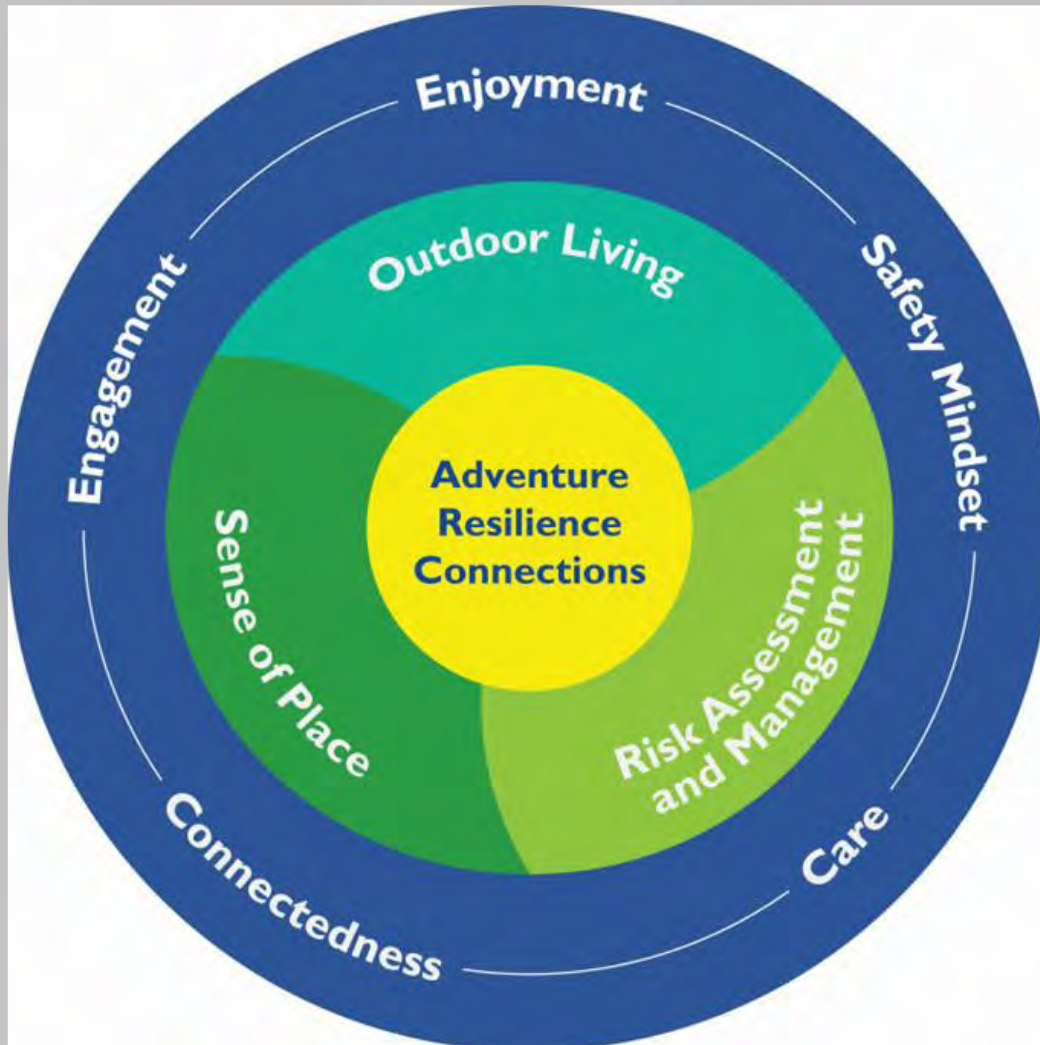 Enjoyment
Safety Mindset
Care
Connectedness
Engagement
Outdoor Living
Risk Assessment
and Management
Sense of Place
Adventure
Resilience
Connections